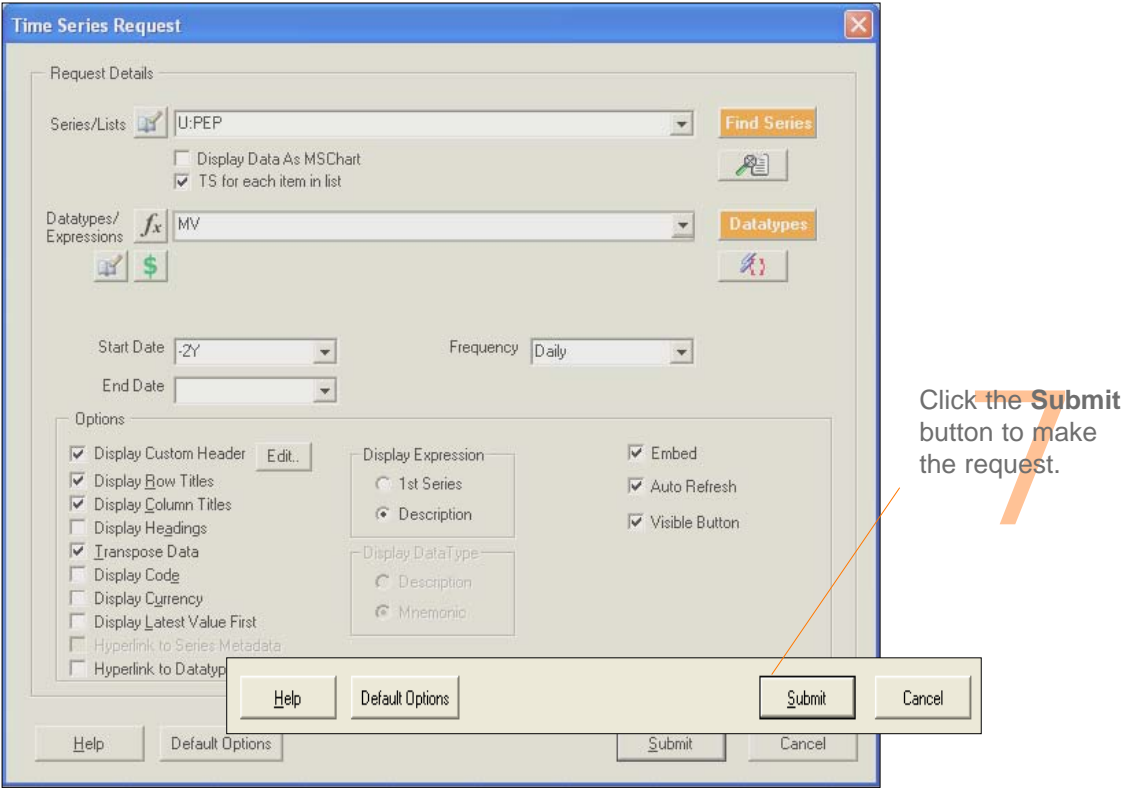 Time Series Request
Request Details
Series/Lists U:PEP Find Series
Display Data As MSChart
TS for each item in list
Datatypes/
Expressions fx MV Datatypes
$
Start Date -2Y Frequency Daily
End Date
Options
Display Custom Header Edit.. Display Expression Embed
Display Row Titles 1st Series Auto Refresh
Display Column Titles Description Visible Button
Display Headings
Transpose Data Display DataType
Display Code Description
Display Currency Mnemonic
Display Latest Value First
Hyperlink to Series Metadata
Hyperlink to Datatyp
Help Default Options Submit Cancel
Help Default Options Submit Cancel
7
Click the Submit
button to make
the request.